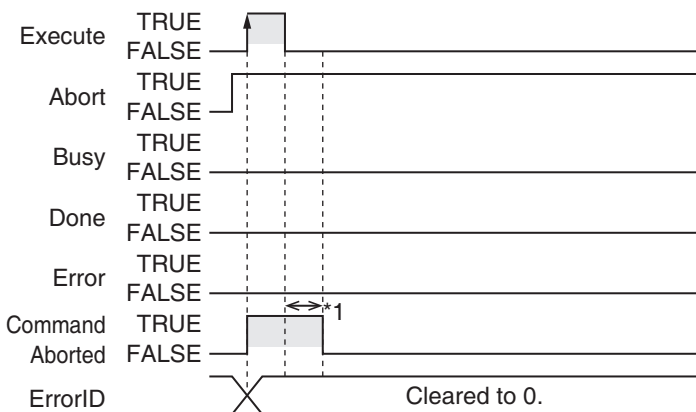 Execute TRUE
FALSE
Abort TRUE
FALSE
Busy TRUE
FALSE
Done TRUE
FALSE
Error TRUE
FALSE
*1
Command TRUE
Aborted FALSE
ErrorID Cleared to 0.